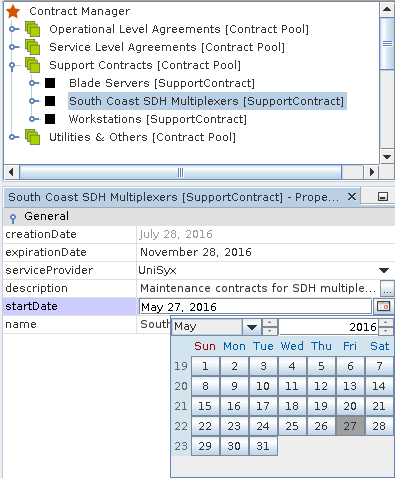 Contract Manager
Operational Level Agreements [Contract Pool]
Service Level Agreements [Contract Pool]
Support Contracts [Contract Pool]
Blade Servers [SupportContract]
South Coast SDH Multiplexers [SupportContract]
Workstations [SupportContract]
Utilities & Others [Contract Pool]
South Coast SDH Multiplexers [SupportContract] - Prope...
General
creationDate July 28, 2016
expirationDate November 28, 2016
serviceProvider UniSyx
description Maintenance contracts for SDH multiple... ...
startDate May 27, 2016
name South
May 2016
Sun Mon Tue Wed Thu Fri Sat
19 1 2 3 4 5 6 7
20 8 9 10 11 12 13 14
21 15 16 17 18 19 20 21
22 22 23 24 25 26 27 28
23 29 30 31